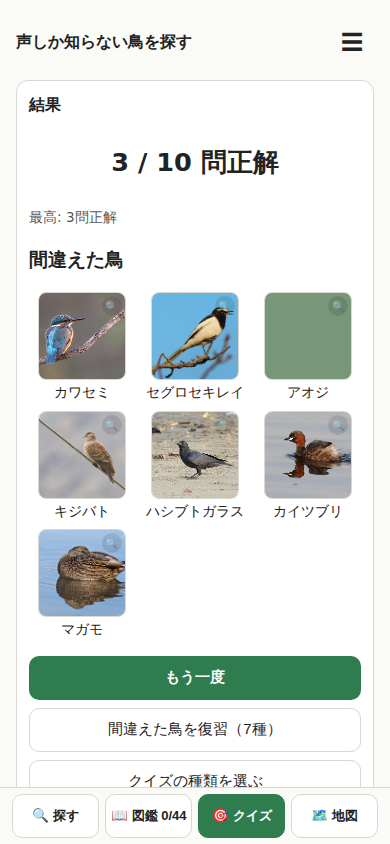 声しか知らない鳥を探す
結果
3 / 10 問正解
最高: 3問正解
間違えた鳥
カワセミ
セグロセキレイ
アオジ
キジバト
ハシブトガラス
カイツブリ
マガモ
もう一度
間違えた鳥を復習（7種）
クイズの種類を選ぶ
探す
図鑑 0/44
クイズ
地図